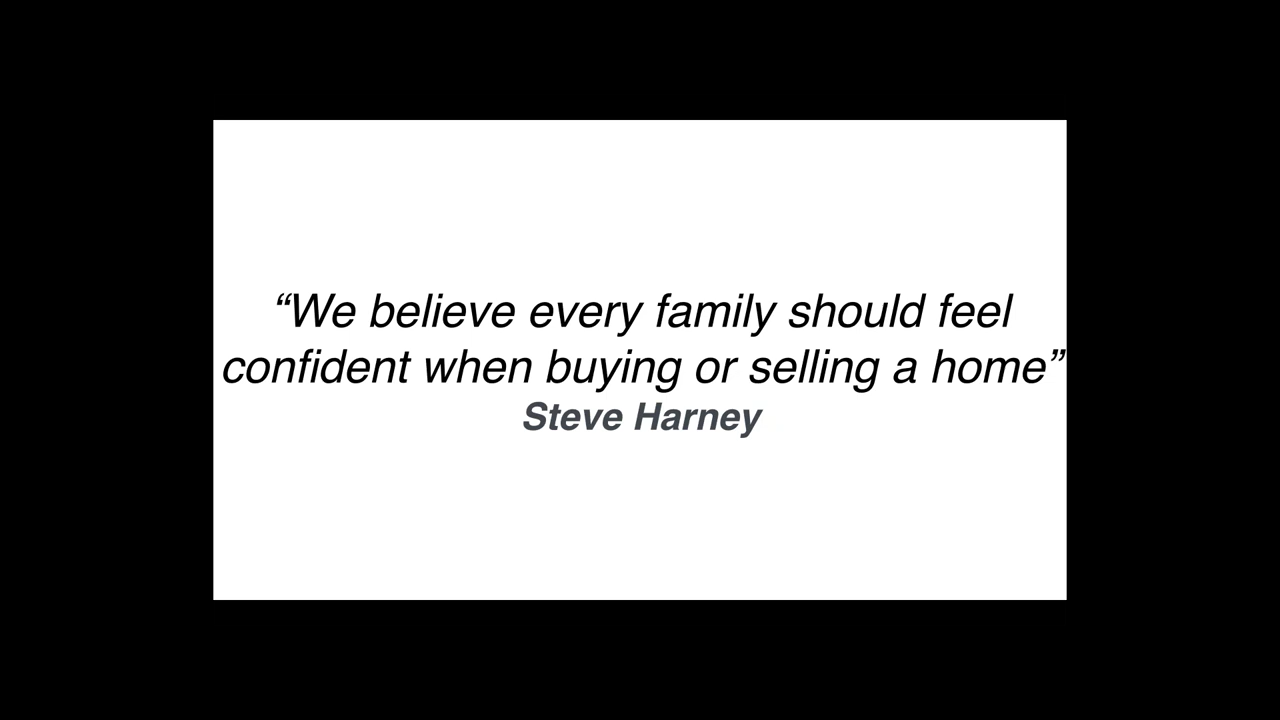 “We believe every family should feel
confident when buying or selling a home”
Steve Harney